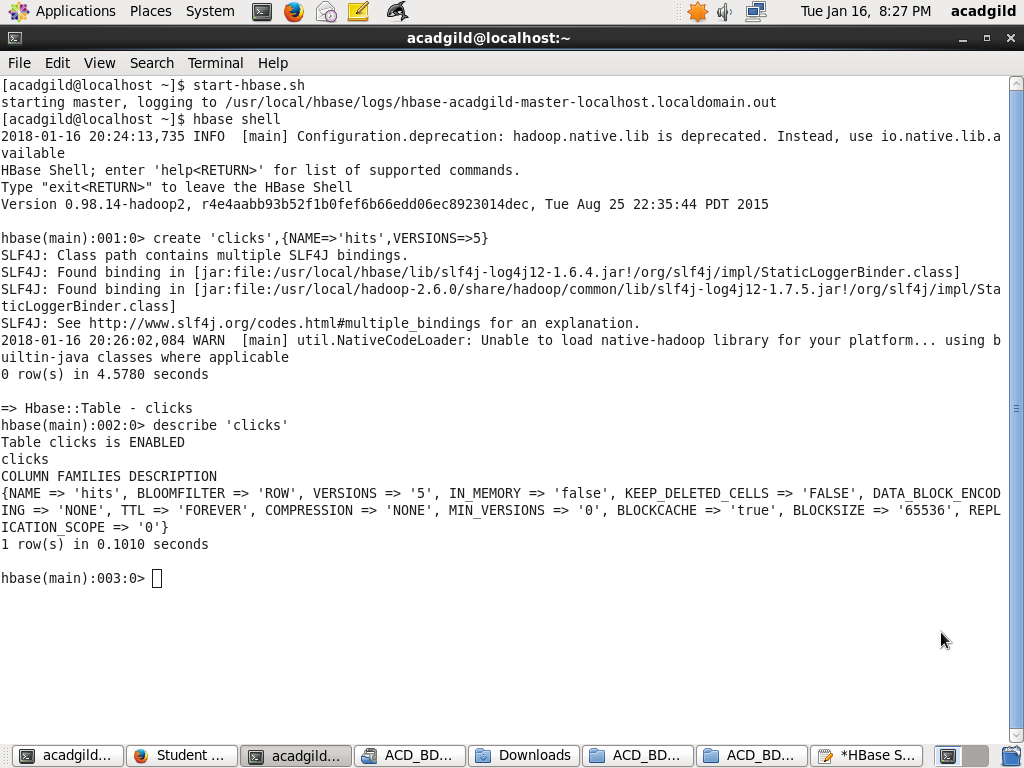 Applications Places System Tue Jan 16, 8:27 PM acadgild
acadgild@localhost:~
File Edit View Search Terminal Help
[acadgild@localhost ~]$ start-hbase.sh
starting master, logging to /usr/local/hbase/logs/hbase-acadgild-master-localhost.localdomain.out
[acadgild@localhost ~]$ hbase shell
2018-01-16 20:24:13,735 INFO  [main] Configuration.deprecation: hadoop.native.lib is deprecated. Instead, use io.native.lib.a
vailable
HBase Shell; enter 'help<RETURN>' for list of supported commands.
Type "exit<RETURN>" to leave the HBase Shell
Version 0.98.14-hadoop2, r4e4aabb93b52f1b0fef6b66edd06ec8923014dec, Tue Aug 25 22:35:44 PDT 2015
hbase(main):001:0> create 'clicks',{NAME=>'hits',VERSIONS=>5}
SLF4J: Class path contains multiple SLF4J bindings.
SLF4J: Found binding in [jar:file:/usr/local/hbase/lib/slf4j-log4j12-1.6.4.jar!/org/slf4j/impl/StaticLoggerBinder.class]
SLF4J: Found binding in [jar:file:/usr/local/hadoop-2.6.0/share/hadoop/common/lib/slf4j-log4j12-1.7.5.jar!/org/slf4j/impl/Sta
ticLoggerBinder.class]
SLF4J: See http://www.slf4j.org/codes.html#multiple_bindings for an explanation.
2018-01-16 20:26:02,084 WARN  [main] util.NativeCodeLoader: Unable to load native-hadoop library for your platform... using b
uiltin-java classes where applicable
0 row(s) in 4.5780 seconds
=> Hbase::Table - clicks
hbase(main):002:0> describe 'clicks'
Table clicks is ENABLED
clicks
COLUMN FAMILIES DESCRIPTION
{NAME => 'hits', BLOOMFILTER => 'ROW', VERSIONS => '5', IN_MEMORY => 'false', KEEP_DELETED_CELLS => 'FALSE', DATA_BLOCK_ENCOD
ING => 'NONE', TTL => 'FOREVER', COMPRESSION => 'NONE', MIN_VERSIONS => '0', BLOCKCACHE => 'true', BLOCKSIZE => '65536', REPL
ICATION_SCOPE => '0'}
1 row(s) in 0.1010 seconds
hbase(main):003:0>
acadgild... Student ... acadgild... ACD_BD... Downloads ACD_BD... ACD_BD... *HBase S...